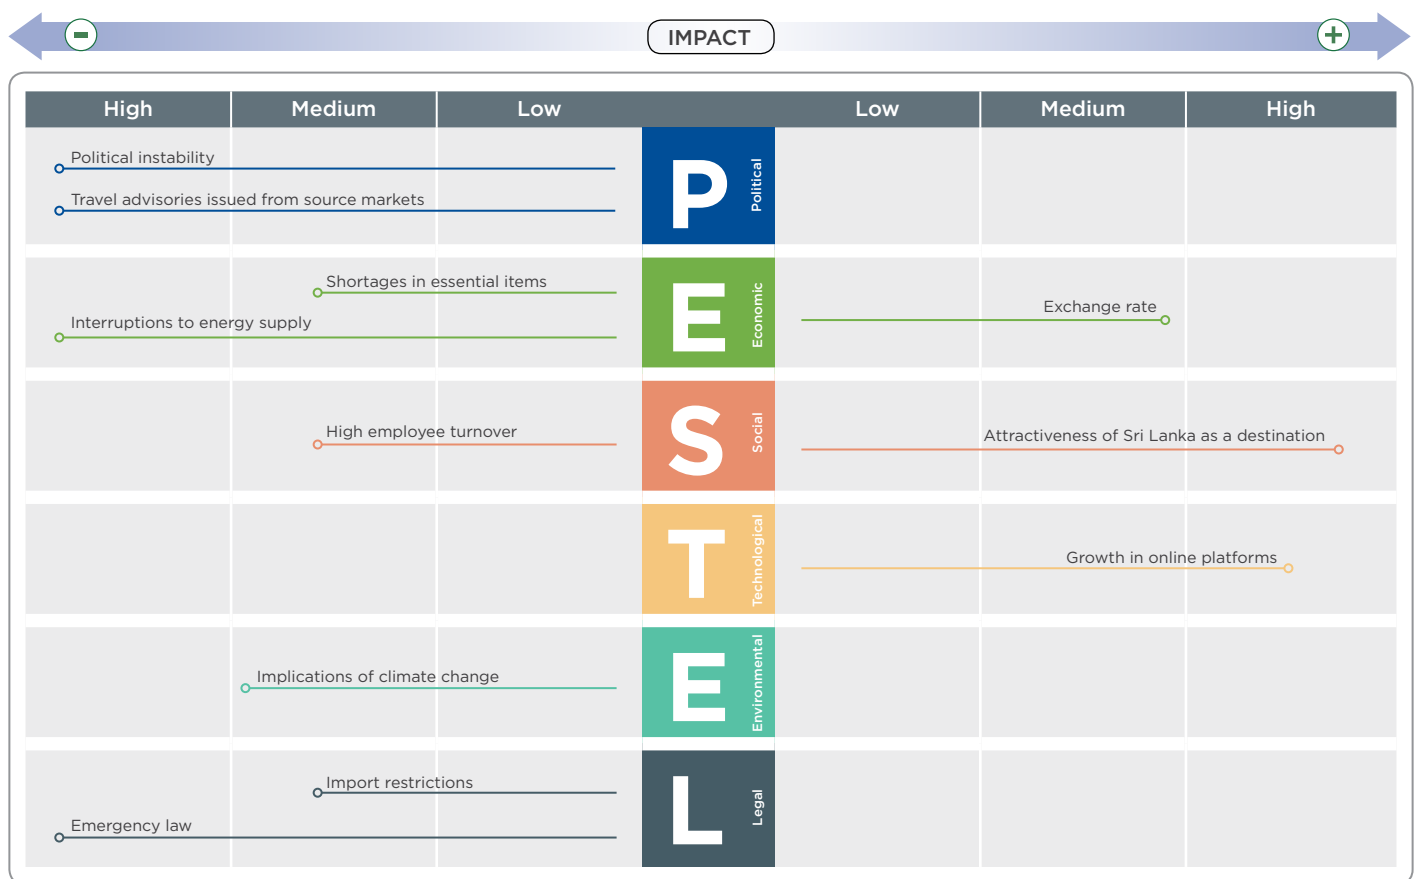 IMPACT
High Medium Low Low Medium High
Political instability
Travel advisories issued from source markets
P Political
Shortages in essential items
Interruptions to energy supply
E Economic
Exchange rate
High employee turnover
S Social
Attractiveness of Sri Lanka as a destination
T Technological
Growth in online platforms
Implications of climate change
E Environmental
Import restrictions
Emergency law
L Legal